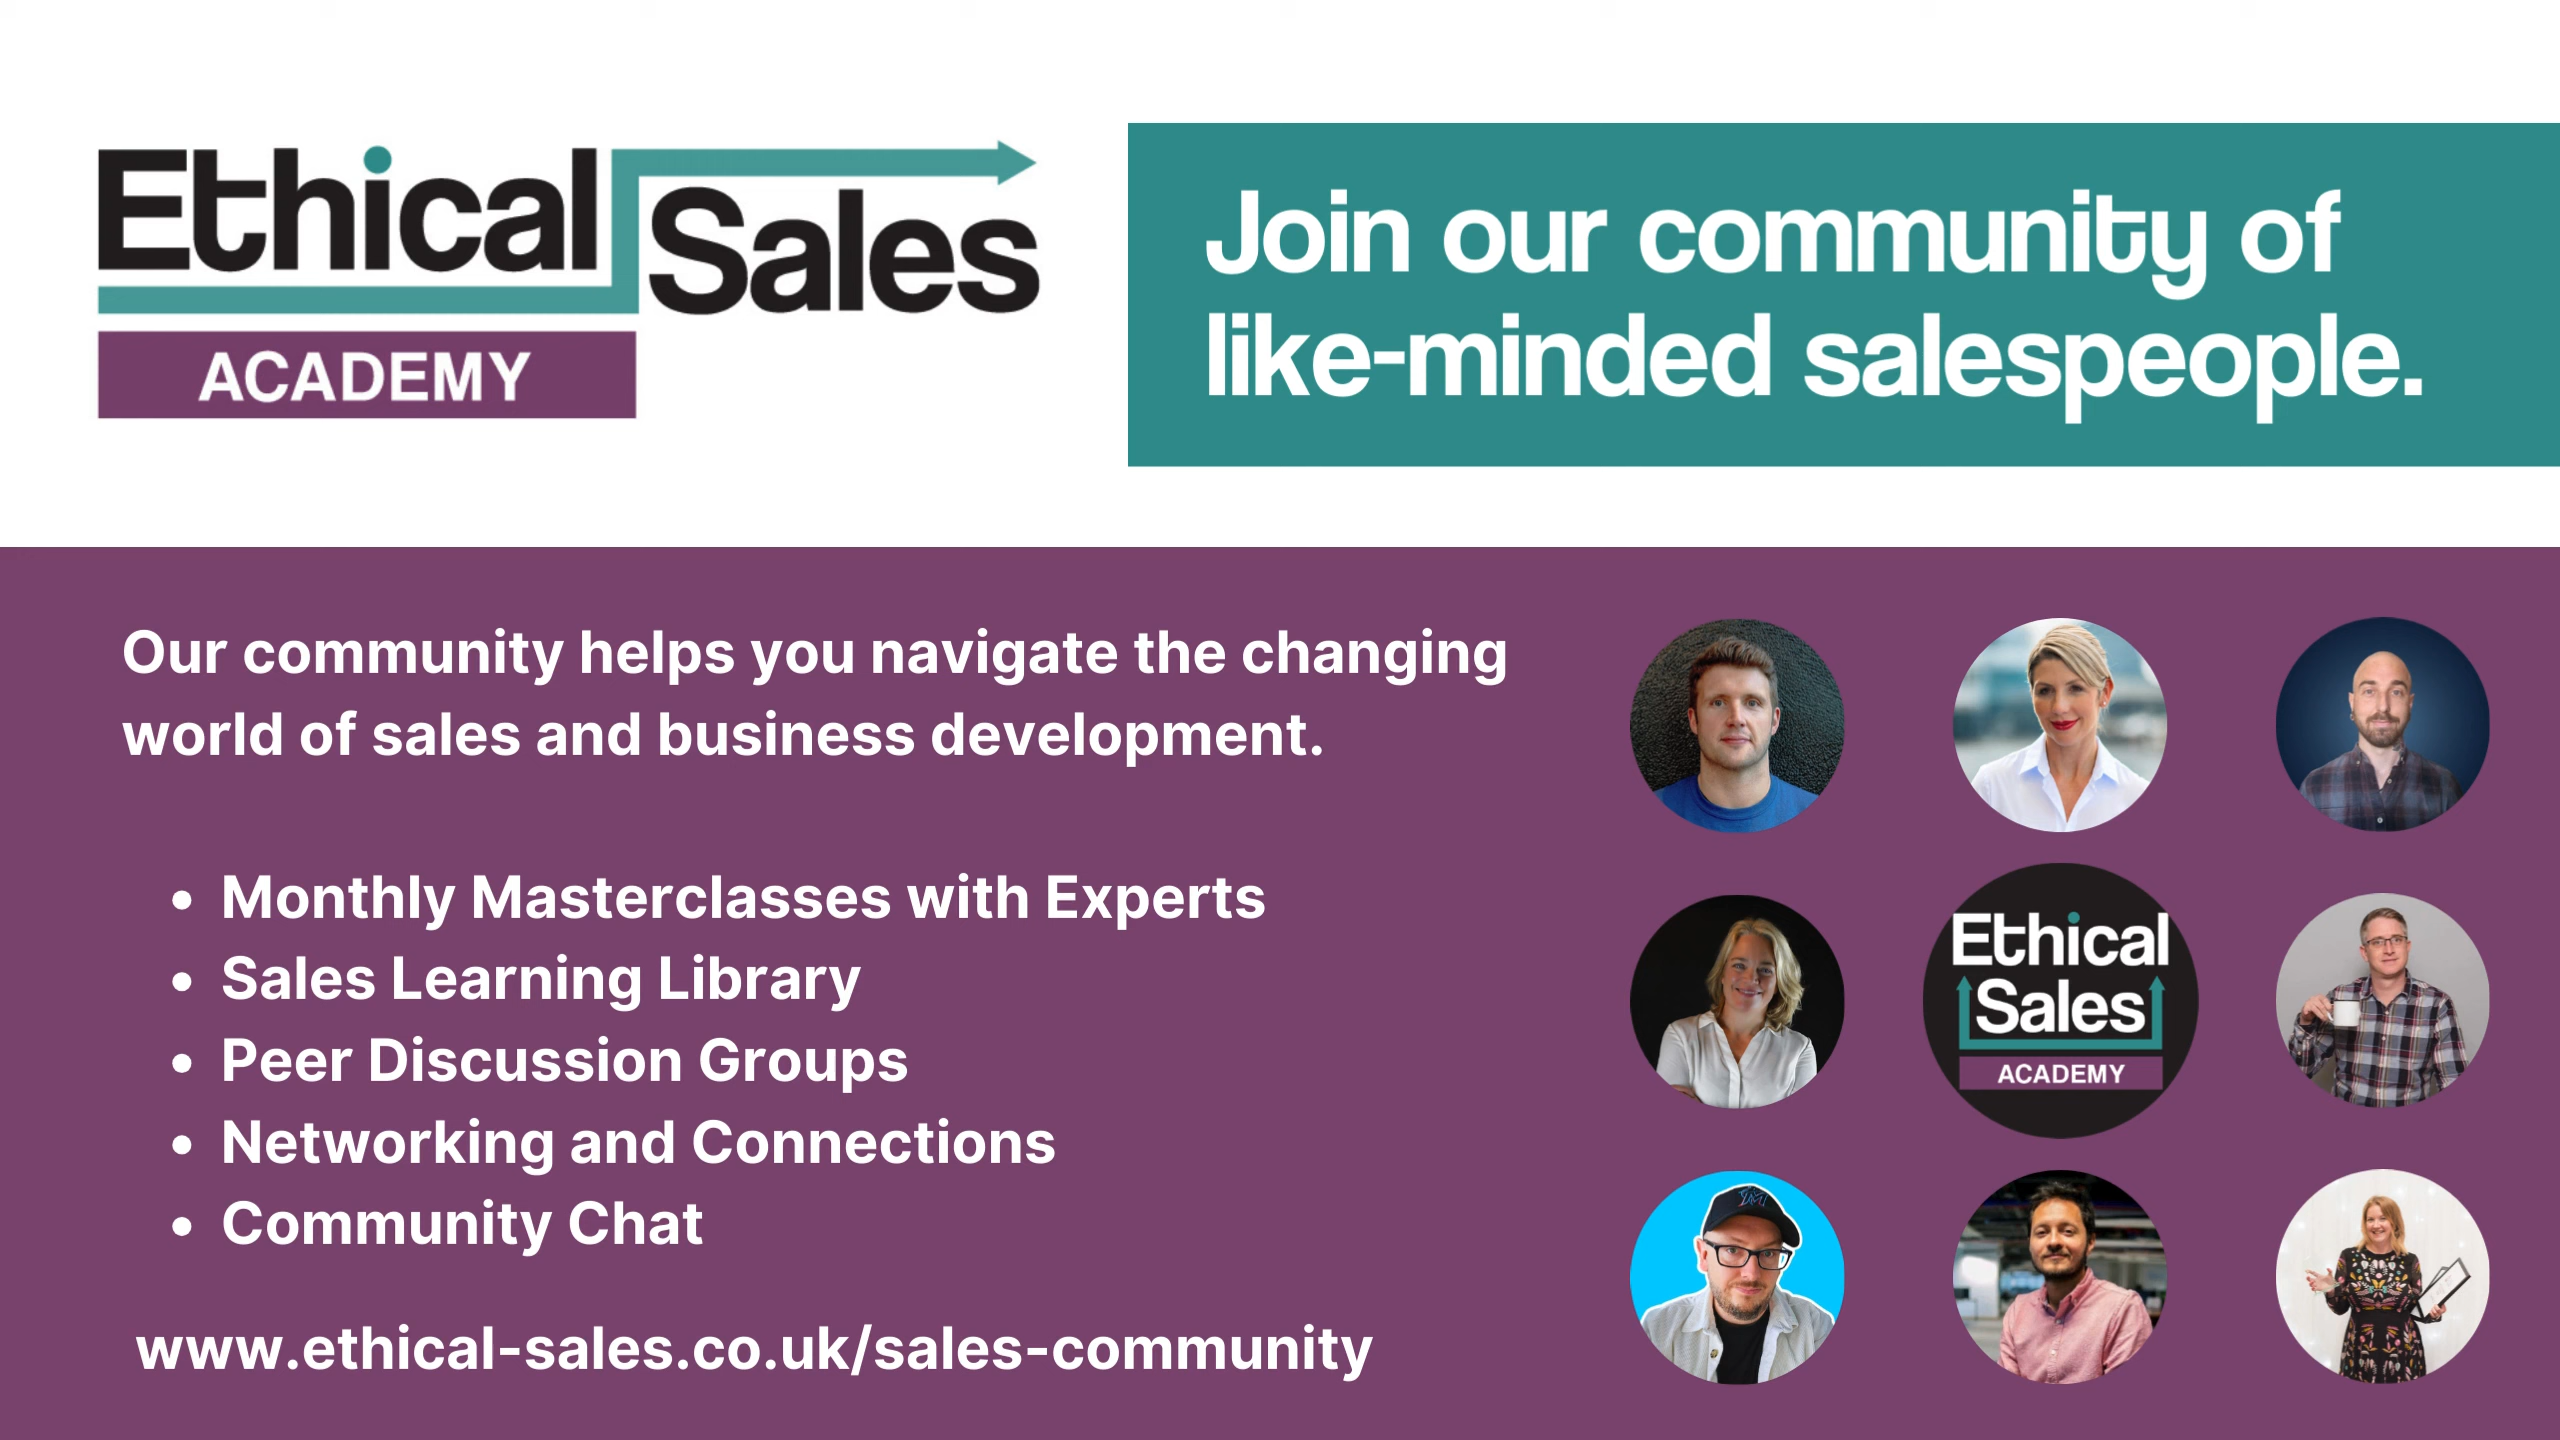 Ethical
Sales
ACADEMY
Join our community of
like-minded salespeople.
Our community helps you navigate the changing
world of sales and business development.
• Monthly Masterclasses with Experts
• Sales Learning Library
• Peer Discussion Groups
• Networking and Connections
• Community Chat
www.ethical-sales.co.uk/sales-community
Ethical
Sales
ACADEMY